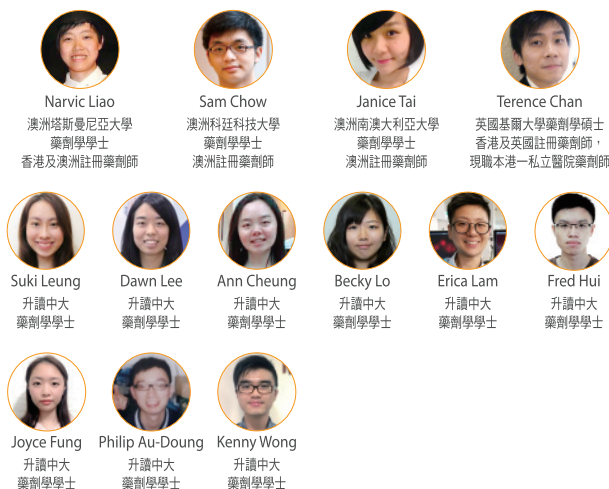 Narvic Liao
澳洲塔斯曼尼亞大學
藥劑學學士
香港及澳洲註冊藥劑師
Sam Chow
澳洲科廷科技大學
藥劑學學士
澳洲註冊藥劑師
Janice Tai
澳洲南澳大利亞大學
藥劑學學士
澳洲註冊藥劑師
Terence Chan
英國基爾大學藥劑學碩士
香港及英國註冊藥劑師，
現職本港一私立醫院藥劑師
Suki Leung
升讀中大
藥劑學學士
Dawn Lee
升讀中大
藥劑學學士
Ann Cheung
升讀中大
藥劑學學士
Becky Lo
升讀中大
藥劑學學士
Erica Lam
升讀中大
藥劑學學士
Fred Hui
升讀中大
藥劑學學士
Joyce Fung
升讀中大
藥劑學學士
Philip Au-Doung
升讀中大
藥劑學學士
Kenny Wong
升讀中大
藥劑學學士